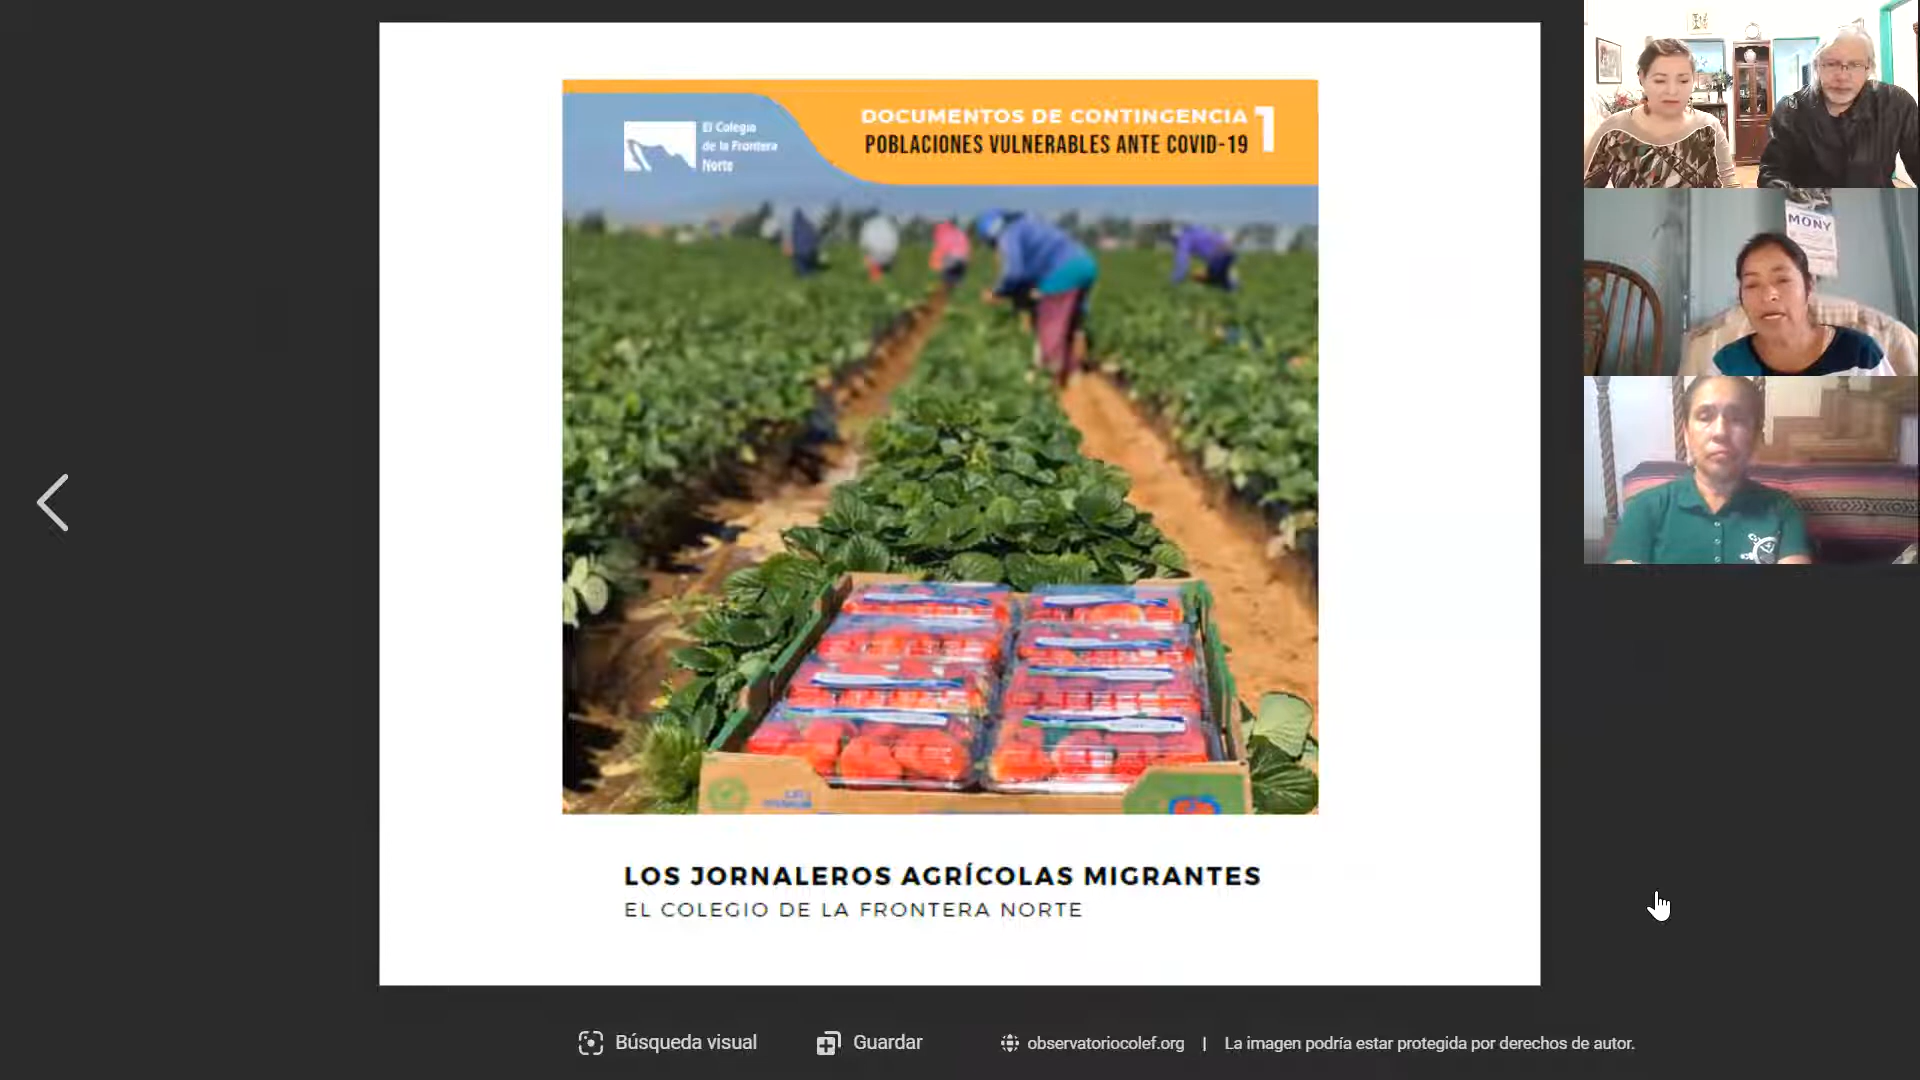 El Colegio
de la Frontera
Norte
DOCUMENTOS DE CONTINGENCIA 1
POBLACIONES VULNERABLES ANTE COVID-19
MONY
LOS JORNALEROS AGRÍCOLAS MIGRANTES
EL COLEGIO DE LA FRONTERA NORTE
Búsqueda visual
Guardar
observatoriocolef.org | La imagen podría estar protegida por derechos de autor.